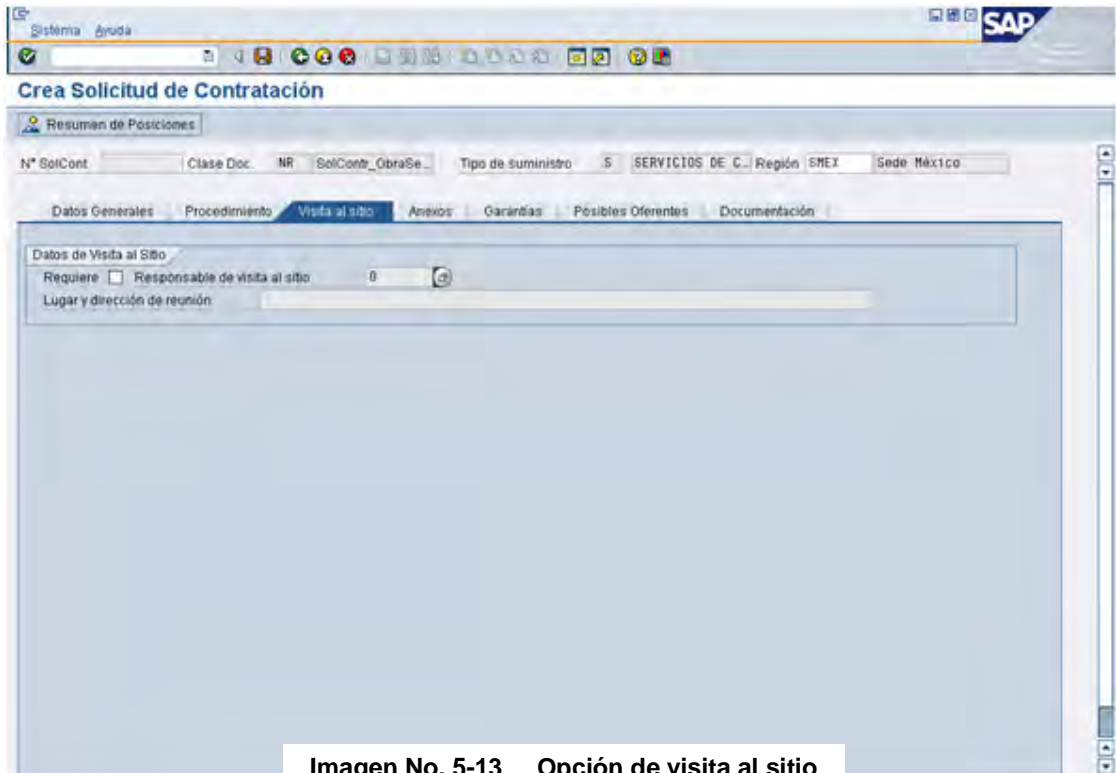 Sistema Ayuda
SAP
Crea Solicitud de Contratación
Resumen de Posiciones
N° SolCont Clase Doc. NR SolContr_ObraSe... Tipo de suministro S SERVICIOS DE C... Región SMEX Sede México
Datos Generales Procedimiento Visita al sitio Anexos Garantías Posibles Oferentes Documentación
Datos de Visita al Sitio
Requiere Responsable de visita al sitio 0
Lugar y dirección de reunión
Imagen No. 5-13 Opción de visita al sitio